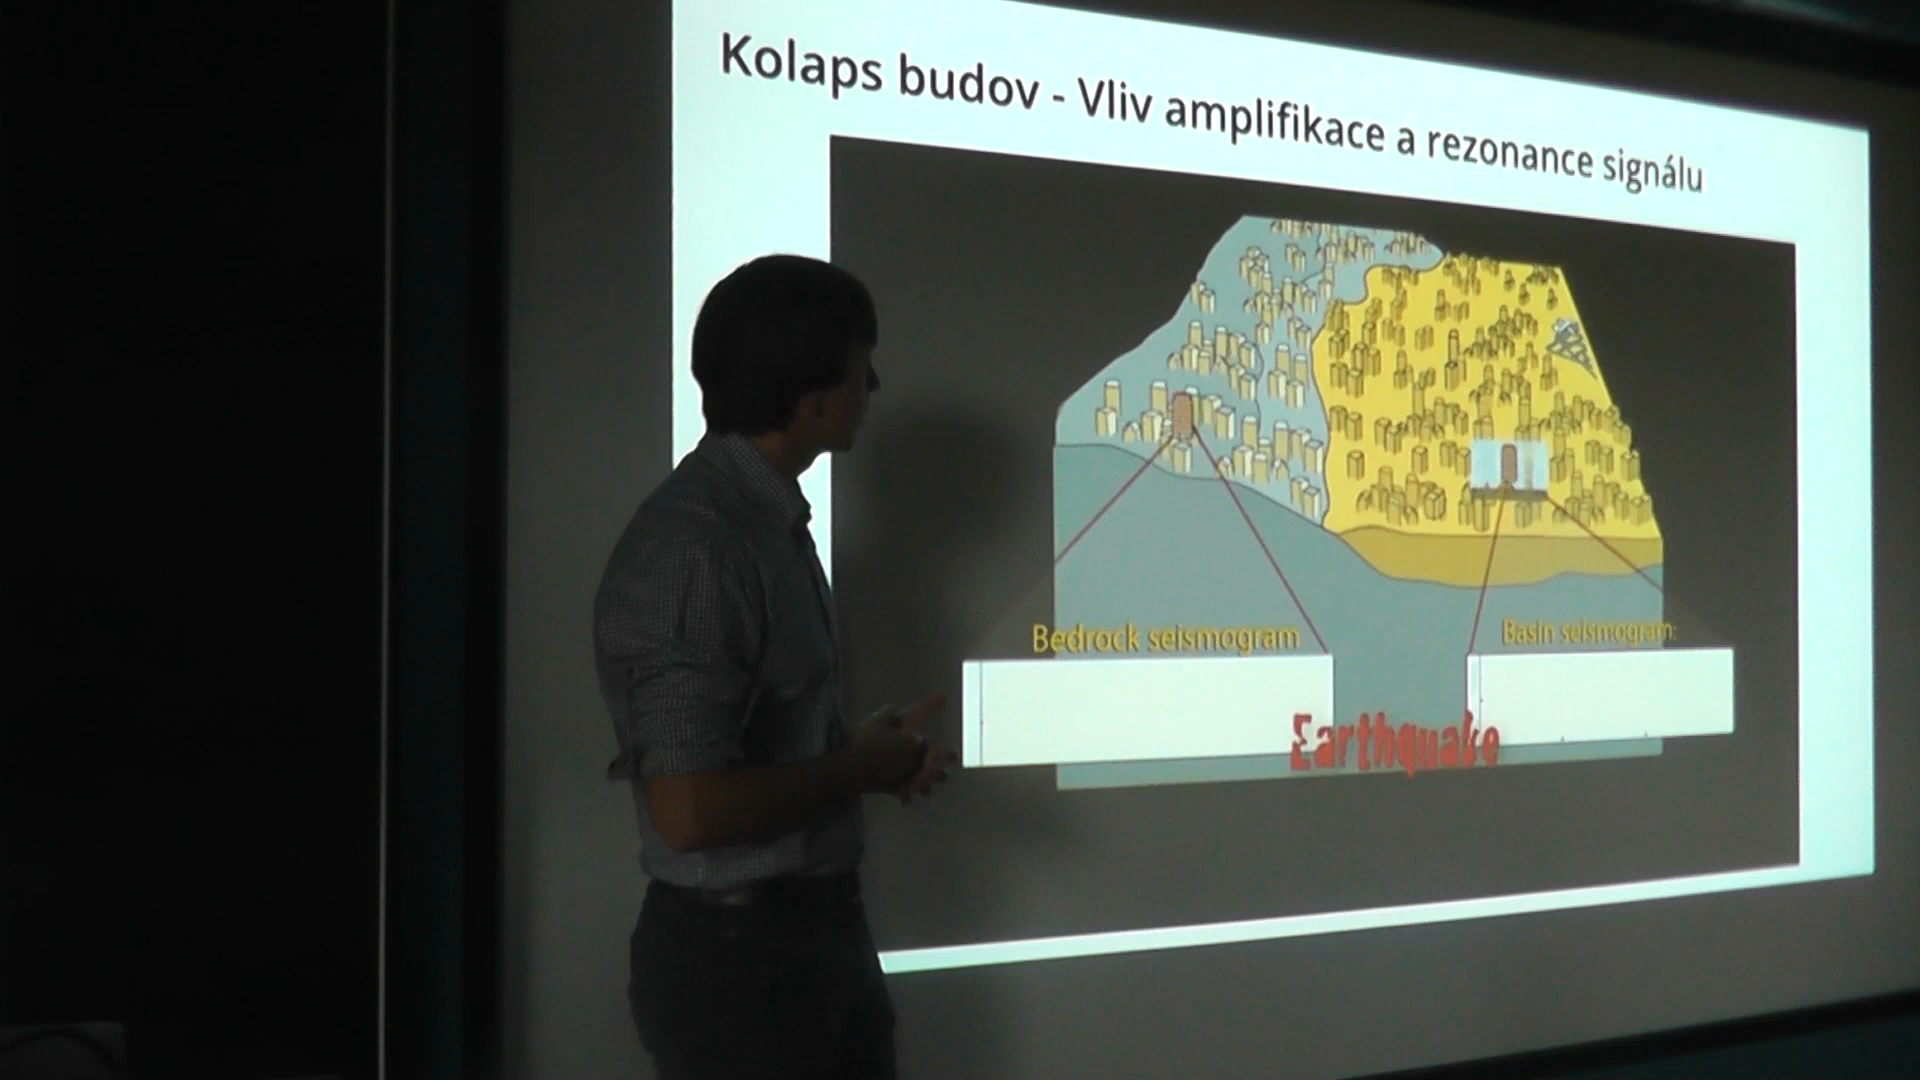 Kolaps budov - Vliv amplifikace a rezonance signálu
Bedrock seismogram
Basin seismogram:
Earthquake